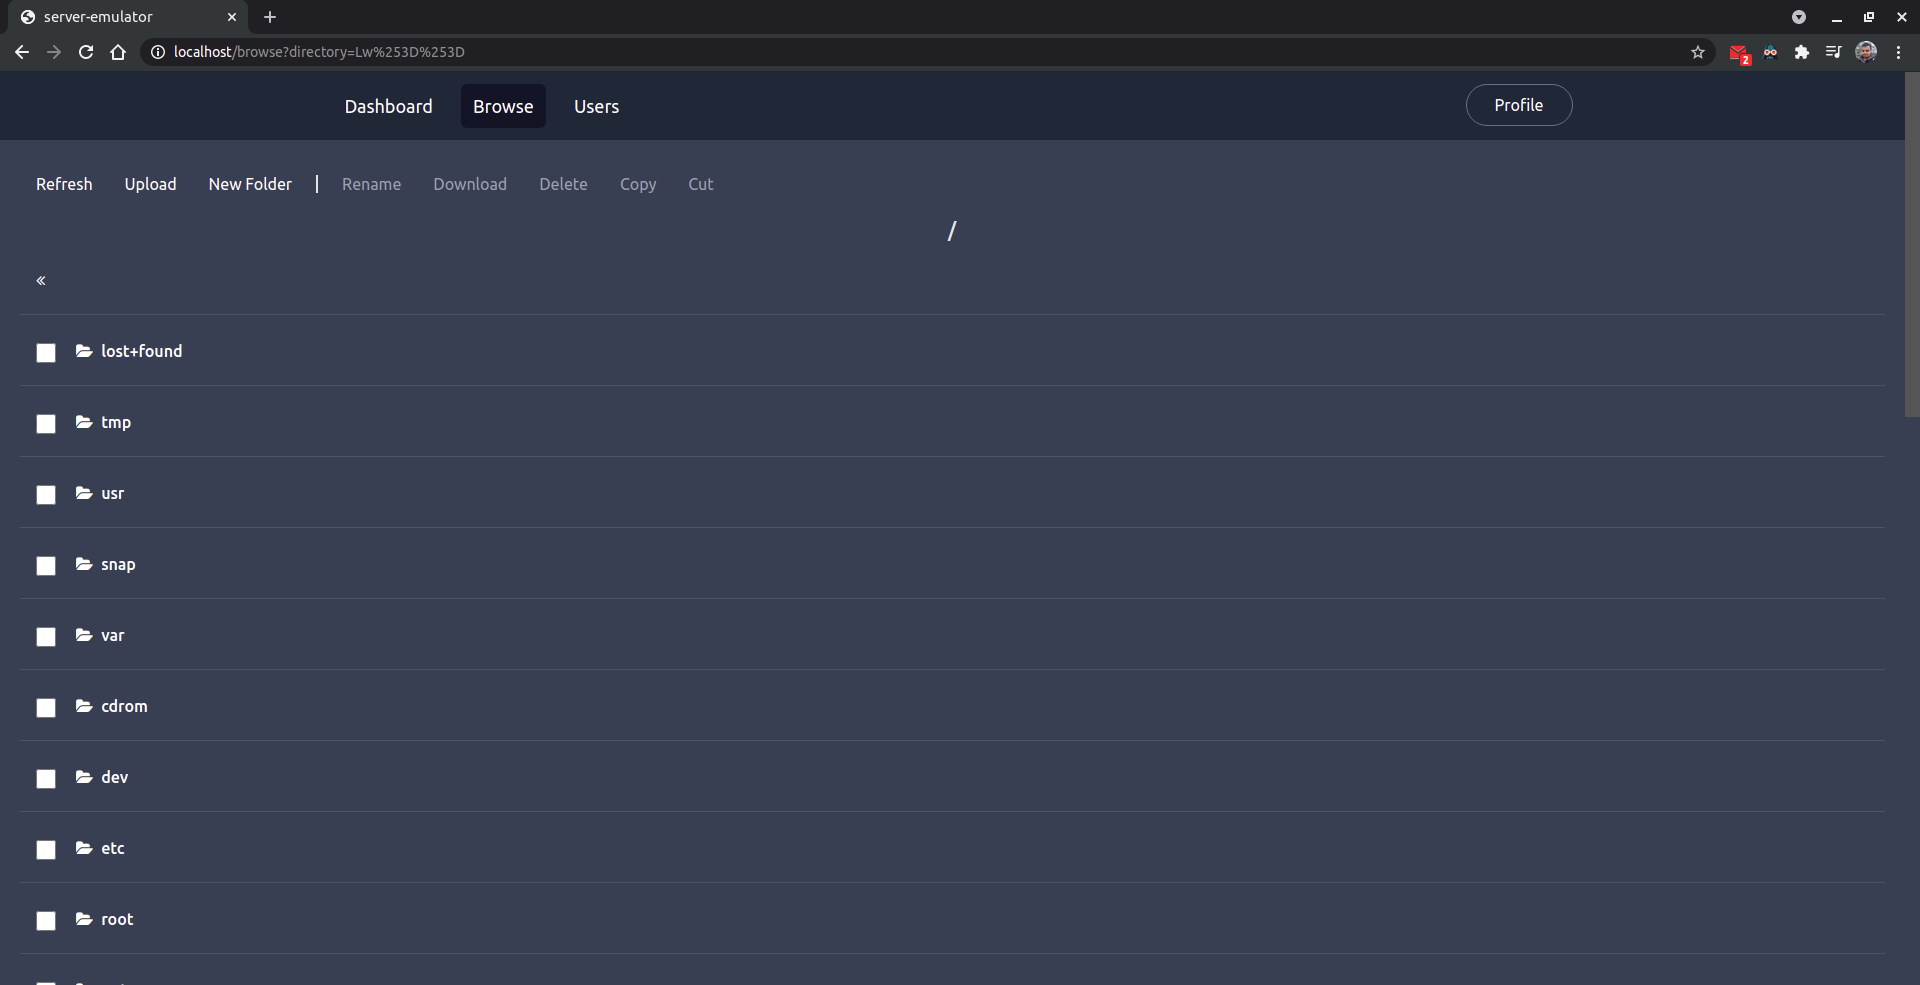 server-emulator
localhost/browse?directory=Lw%253D%253D
2
Dashboard Browse Users Profile
Refresh Upload New Folder | Rename Download Delete Copy Cut
/
«
lost+found
tmp
usr
snap
var
cdrom
dev
etc
root